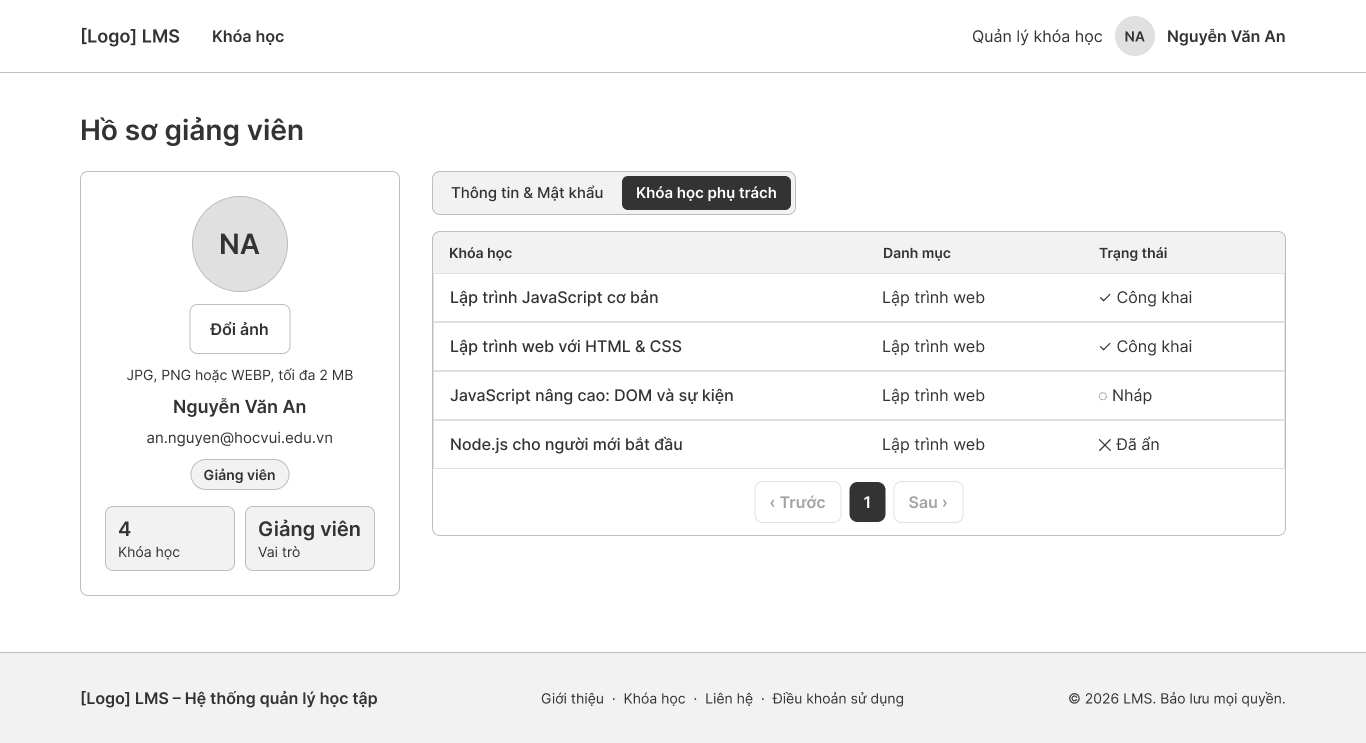 [Logo] LMS Khóa học Quản lý khóa học NA Nguyễn Văn An
Hồ sơ giảng viên
NA
Đổi ảnh
JPG, PNG hoặc WEBP, tối đa 2 MB
Nguyễn Văn An
an.nguyen@hocvui.edu.vn
Giảng viên
4
Khóa học
Giảng viên
Vai trò
Thông tin & Mật khẩu Khóa học phụ trách
Khóa học Danh mục Trạng thái
Lập trình JavaScript cơ bản Lập trình web ✓ Công khai
Lập trình web với HTML & CSS Lập trình web ✓ Công khai
JavaScript nâng cao: DOM và sự kiện Lập trình web ○ Nháp
Node.js cho người mới bắt đầu Lập trình web ✕ Đã ẩn
‹ Trước 1 Sau ›
[Logo] LMS – Hệ thống quản lý học tập Giới thiệu · Khóa học · Liên hệ · Điều khoản sử dụng © 2026 LMS. Bảo lưu mọi quyền.